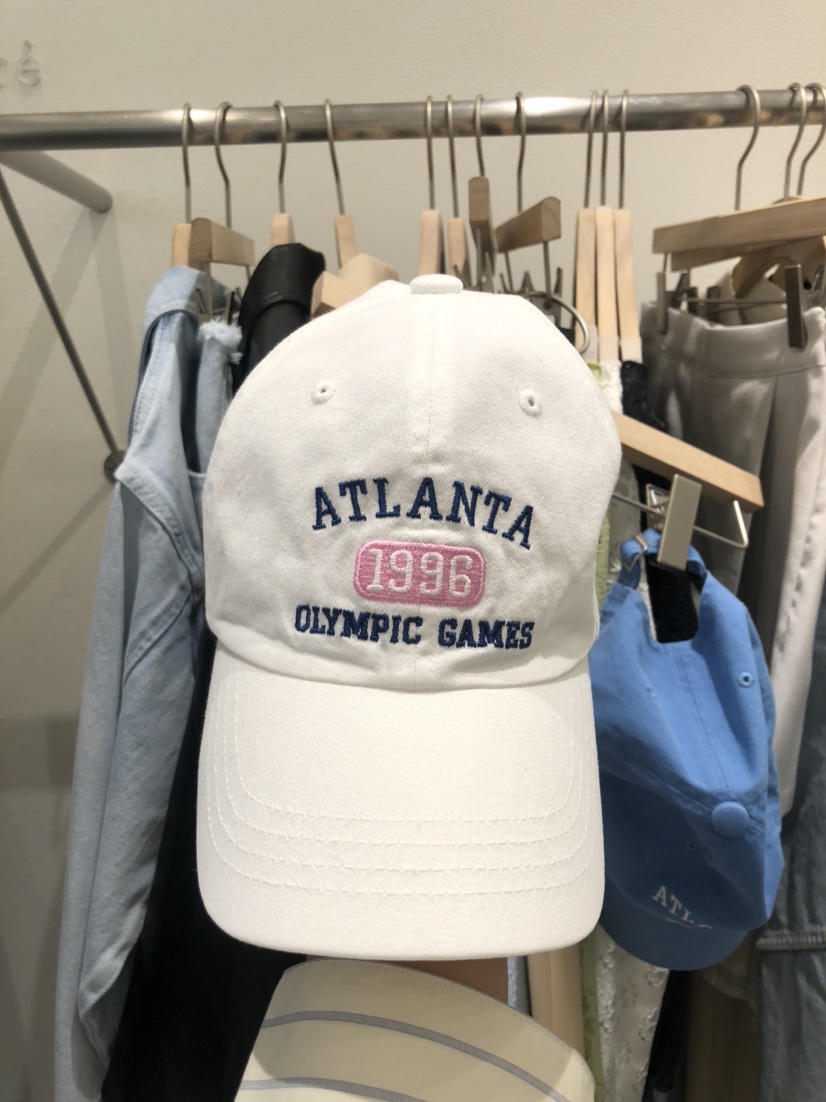 ATLANTA
1996
OLYMPIC GAMES